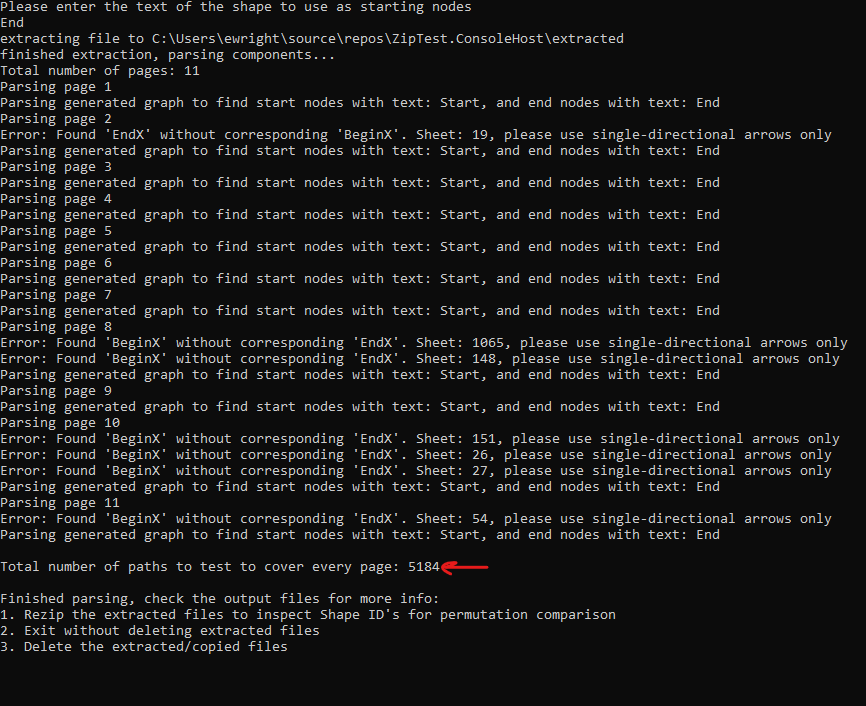 Please enter the text of the shape to use as starting nodes
End
extracting file to C:\Users\ewright\source\repos\ZipTest.ConsoleHost\extracted
finished extraction, parsing components...
Total number of pages: 11
Parsing page 1
Parsing generated graph to find start nodes with text: Start, and end nodes with text: End
Parsing page 2
Error: Found 'EndX' without corresponding 'BeginX'. Sheet: 19, please use single-directional arrows only
Parsing generated graph to find start nodes with text: Start, and end nodes with text: End
Parsing page 3
Parsing generated graph to find start nodes with text: Start, and end nodes with text: End
Parsing page 4
Parsing generated graph to find start nodes with text: Start, and end nodes with text: End
Parsing page 5
Parsing generated graph to find start nodes with text: Start, and end nodes with text: End
Parsing page 6
Parsing generated graph to find start nodes with text: Start, and end nodes with text: End
Parsing page 7
Parsing generated graph to find start nodes with text: Start, and end nodes with text: End
Parsing page 8
Error: Found 'BeginX' without corresponding 'EndX'. Sheet: 1065, please use single-directional arrows only
Error: Found 'BeginX' without corresponding 'EndX'. Sheet: 148, please use single-directional arrows only
Parsing generated graph to find start nodes with text: Start, and end nodes with text: End
Parsing page 9
Parsing generated graph to find start nodes with text: Start, and end nodes with text: End
Parsing page 10
Error: Found 'BeginX' without corresponding 'EndX'. Sheet: 151, please use single-directional arrows only
Error: Found 'BeginX' without corresponding 'EndX'. Sheet: 26, please use single-directional arrows only
Error: Found 'BeginX' without corresponding 'EndX'. Sheet: 27, please use single-directional arrows only
Parsing generated graph to find start nodes with text: Start, and end nodes with text: End
Parsing page 11
Error: Found 'BeginX' without corresponding 'EndX'. Sheet: 54, please use single-directional arrows only
Parsing generated graph to find start nodes with text: Start, and end nodes with text: End
Total number of paths to test to cover every page: 5184
Finished parsing, check the output files for more info:
1. Rezip the extracted files to inspect Shape ID's for permutation comparison
2. Exit without deleting extracted files
3. Delete the extracted/copied files